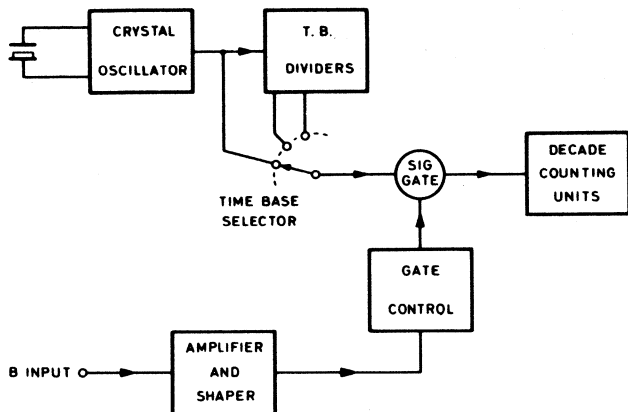 CRYSTAL
OSCILLATOR
T. B.
DIVIDERS
TIME BASE
SELECTOR
SIG
GATE
DECADE
COUNTING
UNITS
GATE
CONTROL
B INPUT
AMPLIFIER
AND
SHAPER